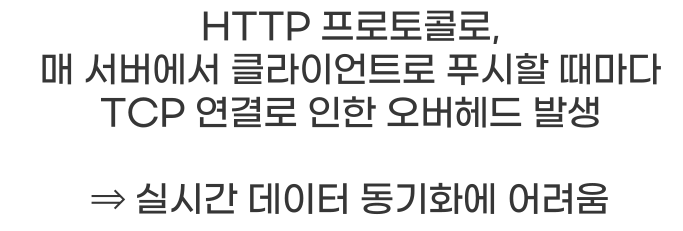 HTTP 프로토콜로,
매 서버에서 클라이언트로 푸시할 때마다
TCP 연결로 인한 오버헤드 발생
⇒ 실시간 데이터 동기화에 어려움